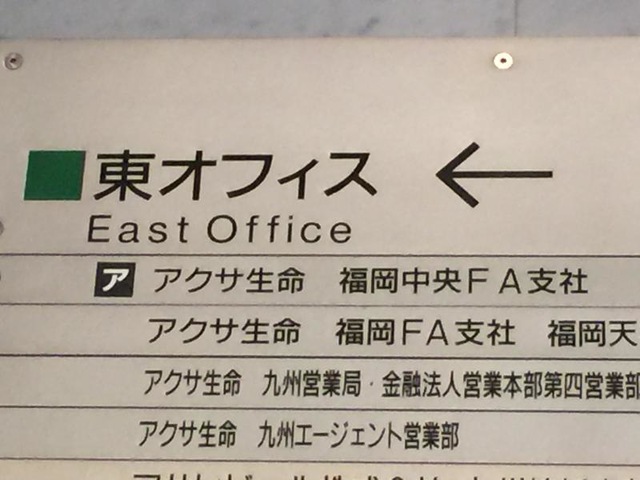 東オフィス ←
East Office
ア アクサ生命 福岡中央FA支社
アクサ生命 福岡FA支社 福岡天
アクサ生命 九州営業局・金融法人営業本部第四営業部
アクサ生命 九州エージェント営業部